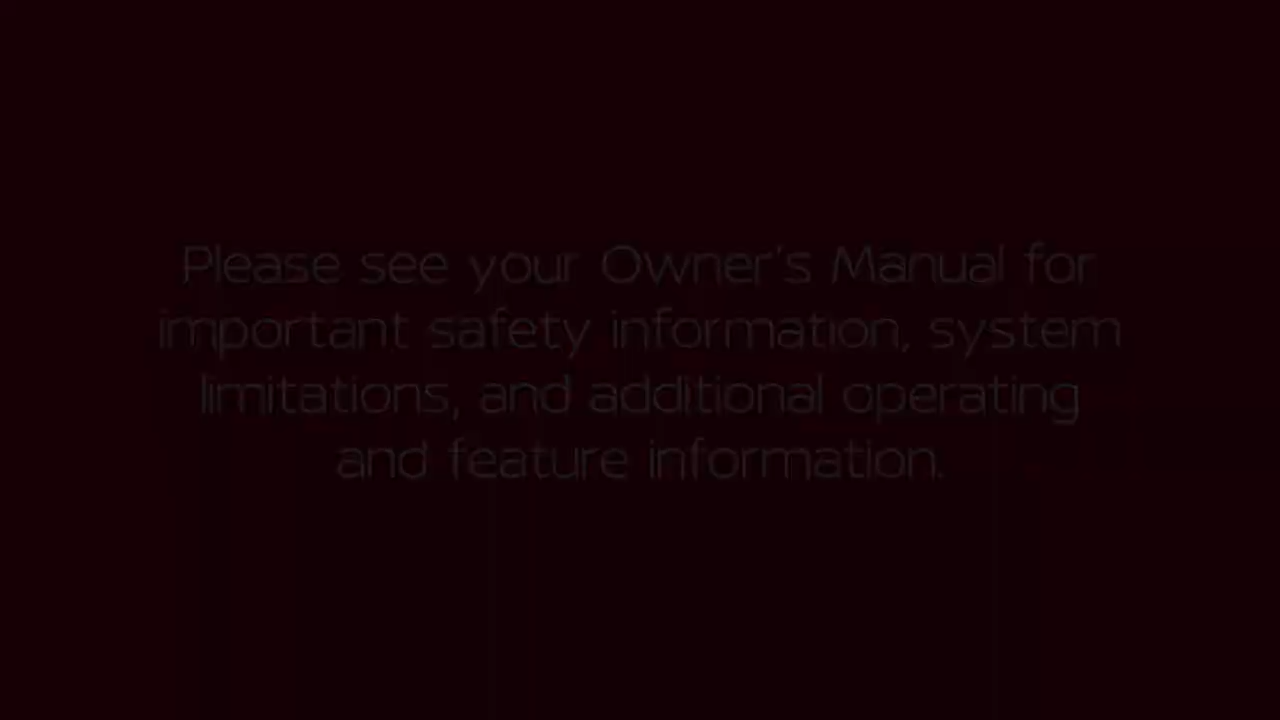 Please see your Owner's Manual for
important safety information, system
limitations, and additional operating
and feature information.